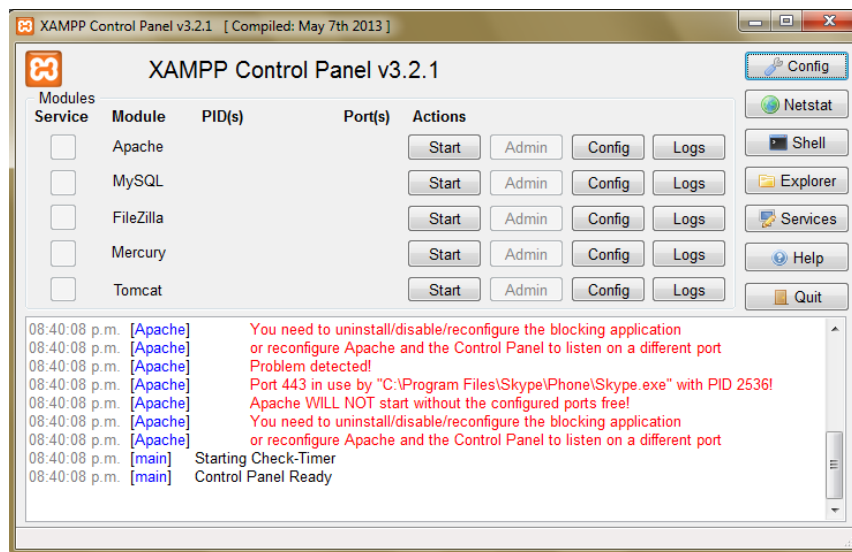 XAMPP Control Panel v3.2.1 [ Compiled: May 7th 2013 ]
XAMPP Control Panel v3.2.1
Config
Modules
Service Module PID(s) Port(s) Actions
Netstat
Apache Start Admin Config Logs
Shell
MySQL Start Admin Config Logs
Explorer
FileZilla Start Admin Config Logs
Services
Mercury Start Admin Config Logs
Help
Tomcat Start Admin Config Logs
Quit
08:40:08 p.m. [Apache] You need to uninstall/disable/reconfigure the blocking application
08:40:08 p.m. [Apache] or reconfigure Apache and the Control Panel to listen on a different port
08:40:08 p.m. [Apache] Problem detected!
08:40:08 p.m. [Apache] Port 443 in use by "C:\Program Files\Skype\Phone\Skype.exe" with PID 2536!
08:40:08 p.m. [Apache] Apache WILL NOT start without the configured ports free!
08:40:08 p.m. [Apache] You need to uninstall/disable/reconfigure the blocking application
08:40:08 p.m. [Apache] or reconfigure Apache and the Control Panel to listen on a different port
08:40:08 p.m. [main] Starting Check-Timer
08:40:08 p.m. [main] Control Panel Ready